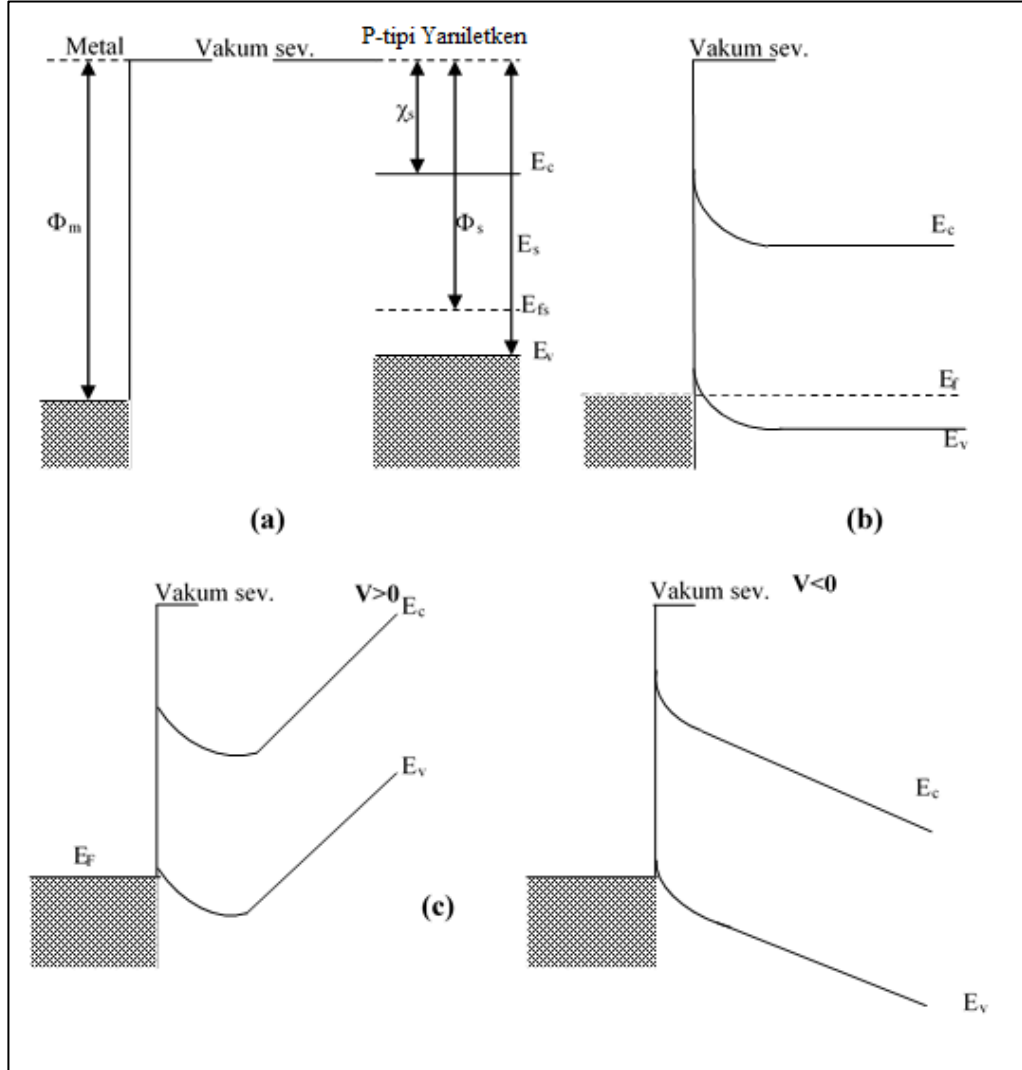 Metal Vakum sev. P-tipi Yarıiletken
Vakum sev.
χs
Ec
Φm
Φs
Es
Ec
Efs
Ev
Ef
Ev
(a)
(b)
Vakum sev. V>0
Ec
Ev
EF
(c)
Vakum sev. V<0
Ec
Ev